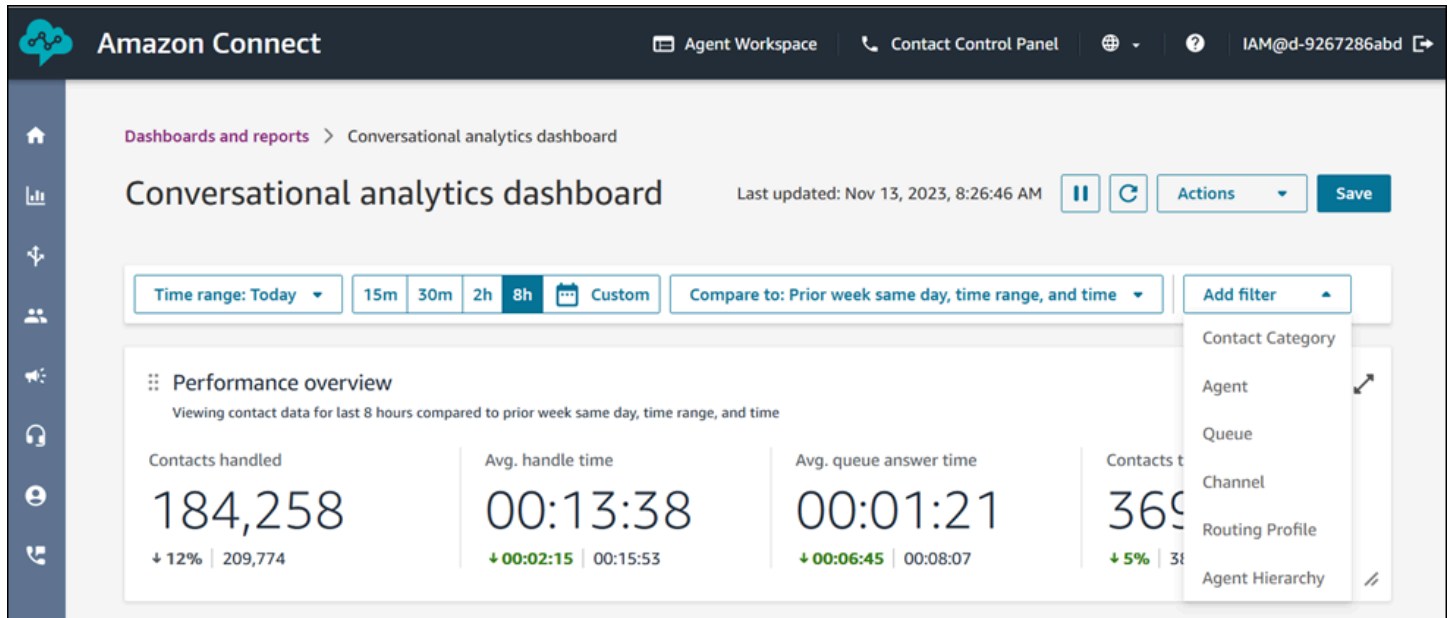 Amazon Connect
Agent Workspace
Contact Control Panel
IAM@d-9267286abd
Dashboards and reports > Conversational analytics dashboard
Conversational analytics dashboard
Last updated: Nov 13, 2023, 8:26:46 AM
Actions
Save
Time range: Today
15m 30m 2h 8h Custom
Compare to: Prior week same day, time range, and time
Add filter
Contact Category
Agent
Queue
Channel
Routing Profile
Agent Hierarchy
Performance overview
Viewing contact data for last 8 hours compared to prior week same day, time range, and time
Contacts handled
184,258
↓ 12% | 209,774
Avg. handle time
00:13:38
↓ 00:02:15 | 00:15:53
Avg. queue answer time
00:01:21
↓ 00:06:45 | 00:08:07
Contacts t
369
↓ 5% | 38